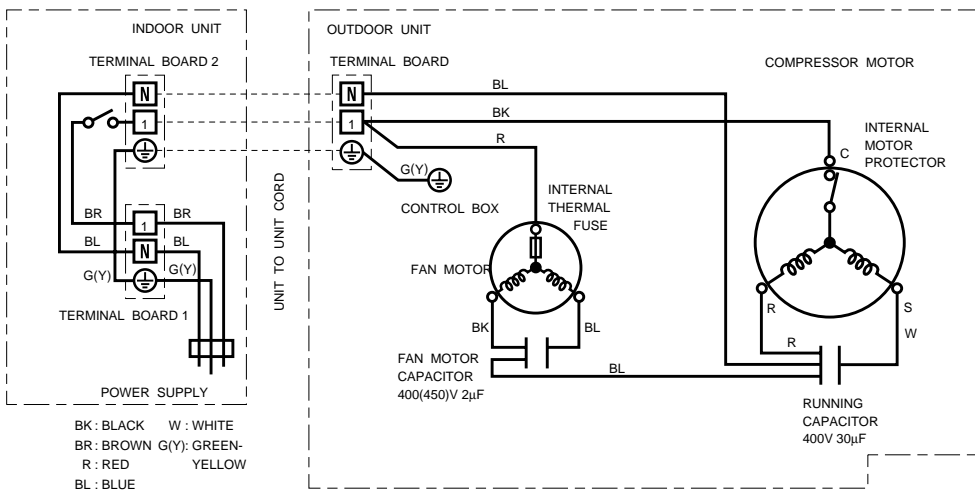 INDOOR UNIT
TERMINAL BOARD 2
N
1
BR
BR
1
BL
BL
N
G(Y)
G(Y)
TERMINAL BOARD 1
POWER SUPPLY
UNIT TO UNIT CORD
OUTDOOR UNIT
TERMINAL BOARD
N
1
BL
BK
R
G(Y)
CONTROL BOX
INTERNAL
THERMAL
FUSE
FAN MOTOR
BK
BL
FAN MOTOR
CAPACITOR
400(450)V 2µF
BL
COMPRESSOR MOTOR
INTERNAL
MOTOR
PROTECTOR
C
R
S
R
W
RUNNING
CAPACITOR
400V 30µF
BK : BLACK W : WHITE
BR : BROWN G(Y): GREEN-
R : RED YELLOW
BL : BLUE